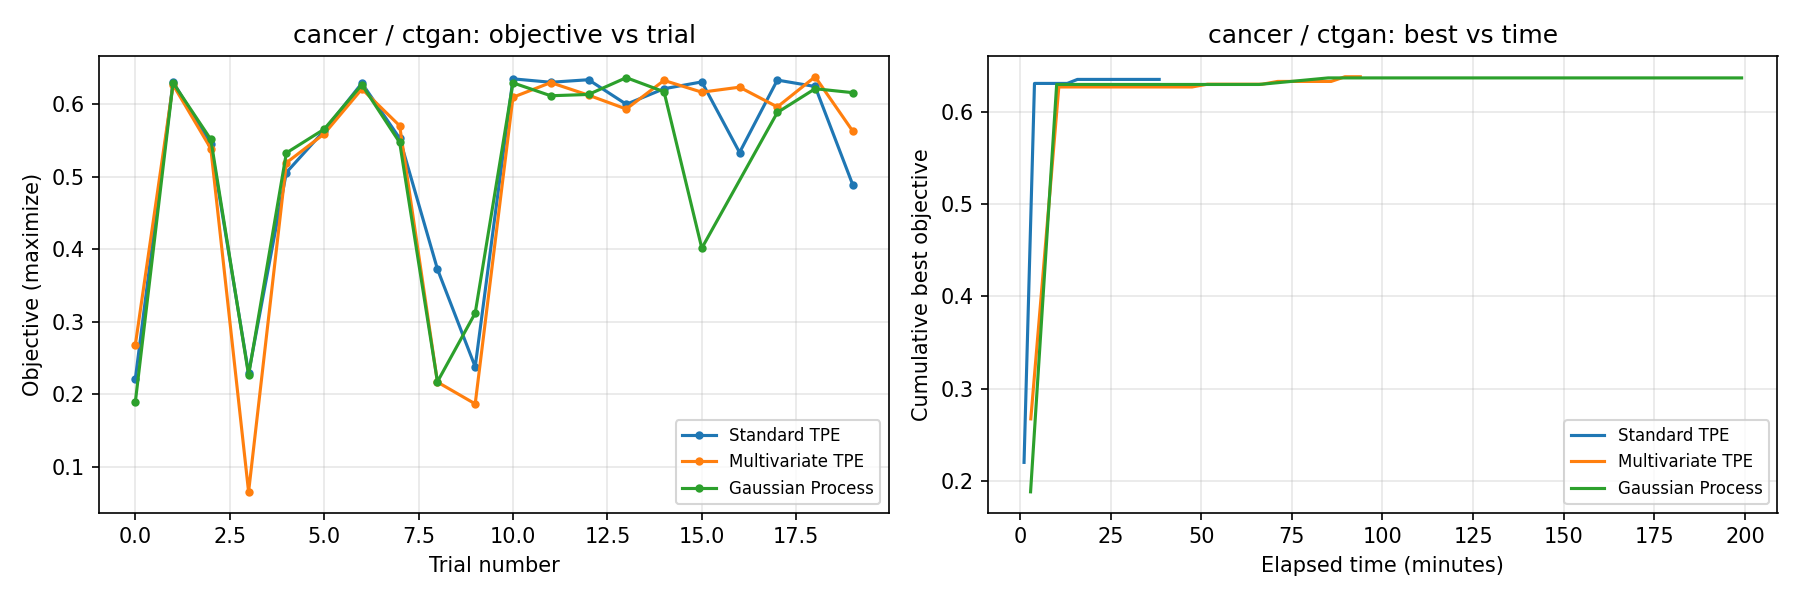 cancer / ctgan: objective vs trial
Objective (maximize)
0.6
0.5
0.4
0.3
0.2
0.1
0.0 2.5 5.0 7.5 10.0 12.5 15.0 17.5
Trial number
Standard TPE
Multivariate TPE
Gaussian Process
cancer / ctgan: best vs time
Cumulative best objective
0.6
0.5
0.4
0.3
0.2
0 25 50 75 100 125 150 175 200
Elapsed time (minutes)
Standard TPE
Multivariate TPE
Gaussian Process